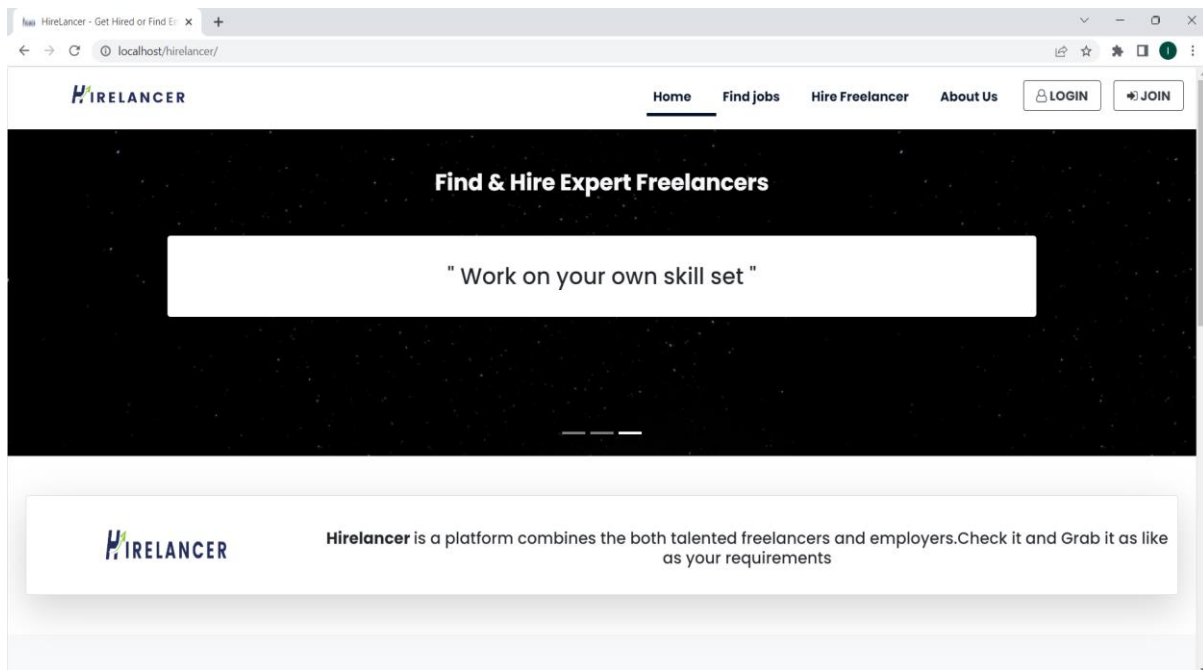 HireLancer - Get Hired or Find E
localhost/hirelancer/
HIRELANCER
Home Find jobs Hire Freelancer About Us LOGIN JOIN
Find & Hire Expert Freelancers
" Work on your own skill set "
HIRELANCER
Hirelancer is a platform combines the both talented freelancers and employers.Check it and Grab it as like
as your requirements